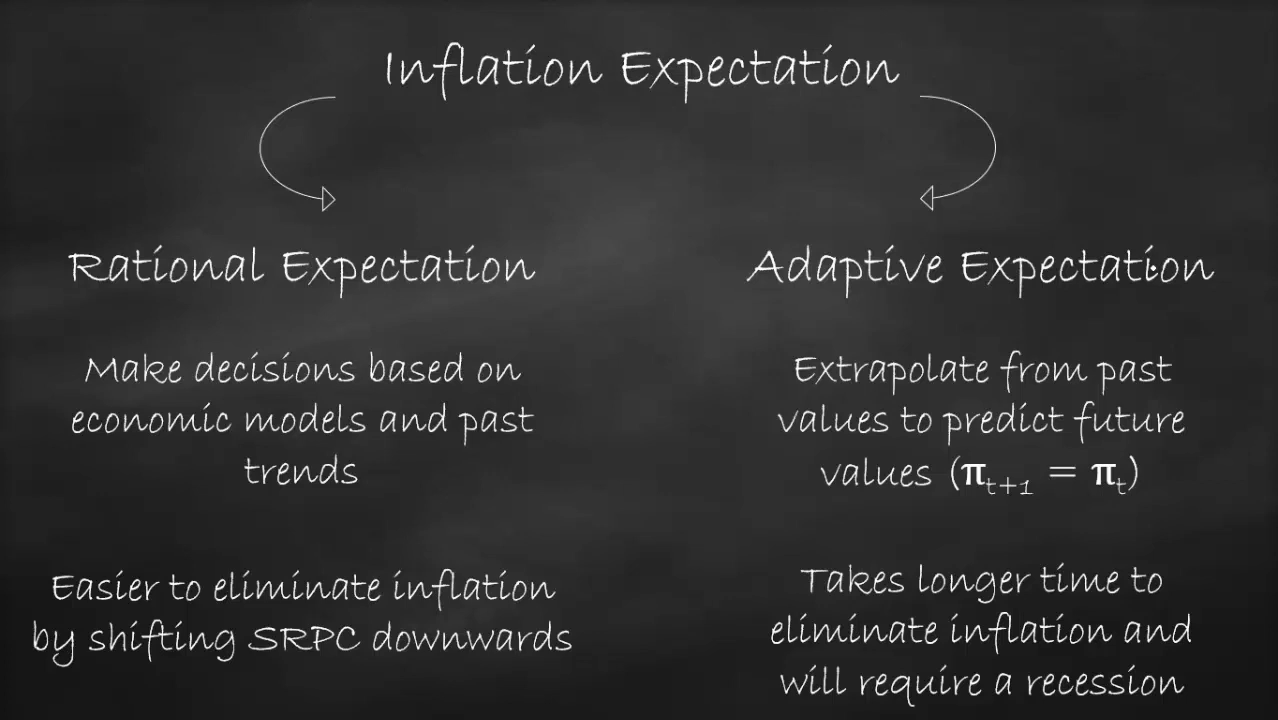 Inflation Expectation
Rational Expectation
Make decisions based on
economic models and past
trends
Easier to eliminate inflation
by shifting SRPC downwards
Adaptive Expectation
Extrapolate from past
values to predict future
values (π_{t+1} = π_t)
Takes longer time to
eliminate inflation and
will require a recession